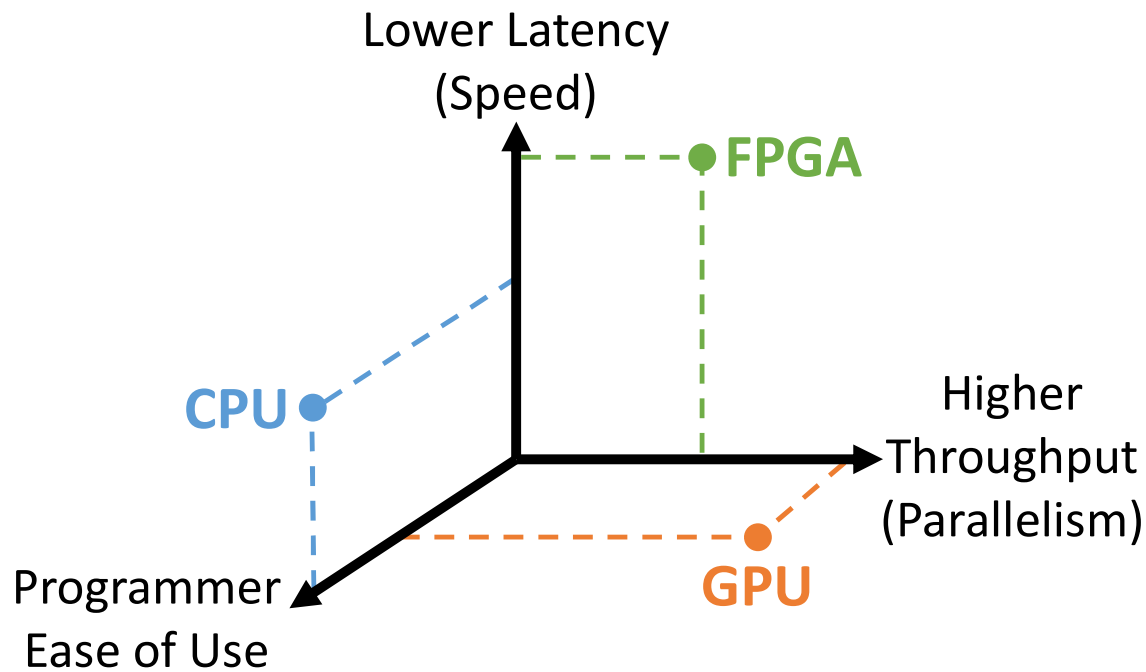 Lower Latency
(Speed)
FPGA
CPU
Higher
Throughput
(Parallelism)
GPU
Programmer
Ease of Use